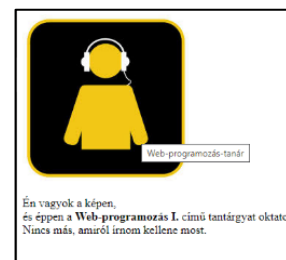 Web-programozás-tanár
Én vagyok a képen,
és éppen a Web-programozás I. című tantárgyat oktato
Nincs más, amiről írnom kellene most.